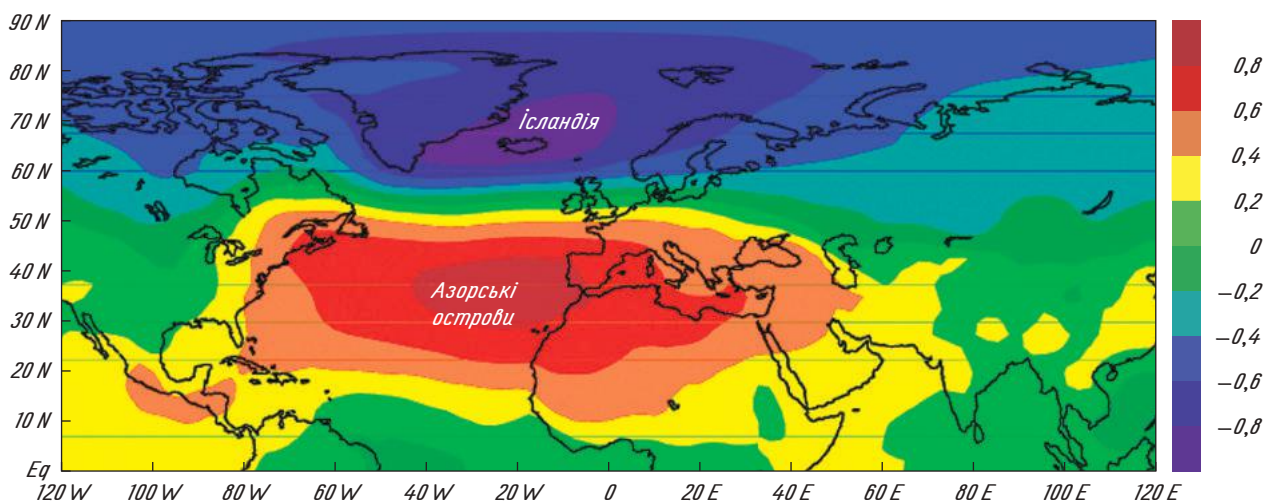 90 N
80 N
70 N
60 N
50 N
40 N
30 N
20 N
10 N
Eq
Ісландія
Азорські
острови
120 W 100 W 80 W 60 W 40 W 20 W 0 20 E 40 E 60 E 80 E 100 E 120 E
0,8
0,6
0,4
0,2
0
−0,2
−0,4
−0,6
−0,8